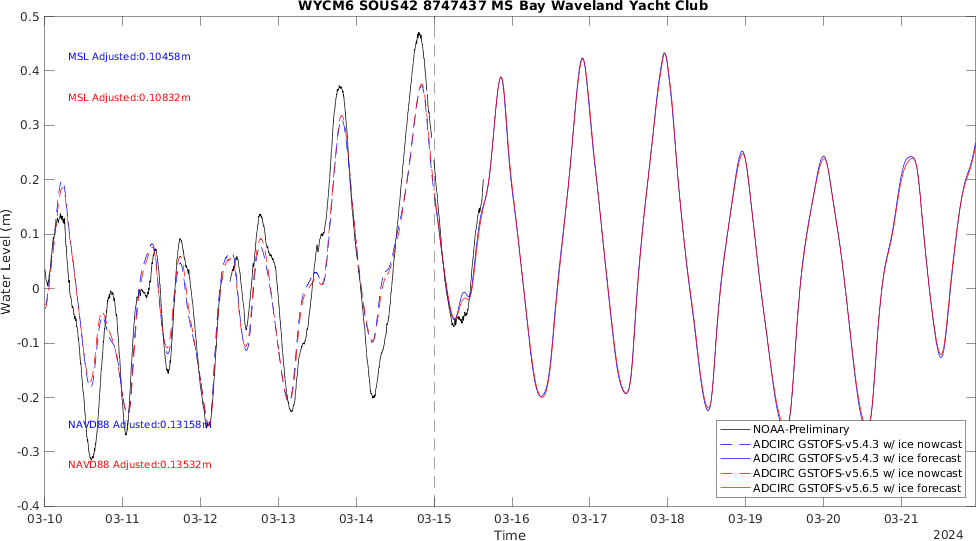 WYCM6 SOUS42 8747437 MS Bay Waveland Yacht Club
0.5
0.4
0.3
0.2
0.1
0
-0.1
-0.2
-0.3
-0.4
Water Level (m)
MSL Adjusted:0.10458m
MSL Adjusted:0.10832m
NAVD88 Adjusted:0.13158m
NAVD88 Adjusted:0.13532m
NOAA-Preliminary
ADCIRC GSTOFS-v5.4.3 w/ ice nowcast
ADCIRC GSTOFS-v5.4.3 w/ ice forecast
ADCIRC GSTOFS-v5.6.5 w/ ice nowcast
ADCIRC GSTOFS-v5.6.5 w/ ice forecast
03-10 03-11 03-12 03-13 03-14 03-15 03-16 03-17 03-18 03-19 03-20 03-21
Time
2024